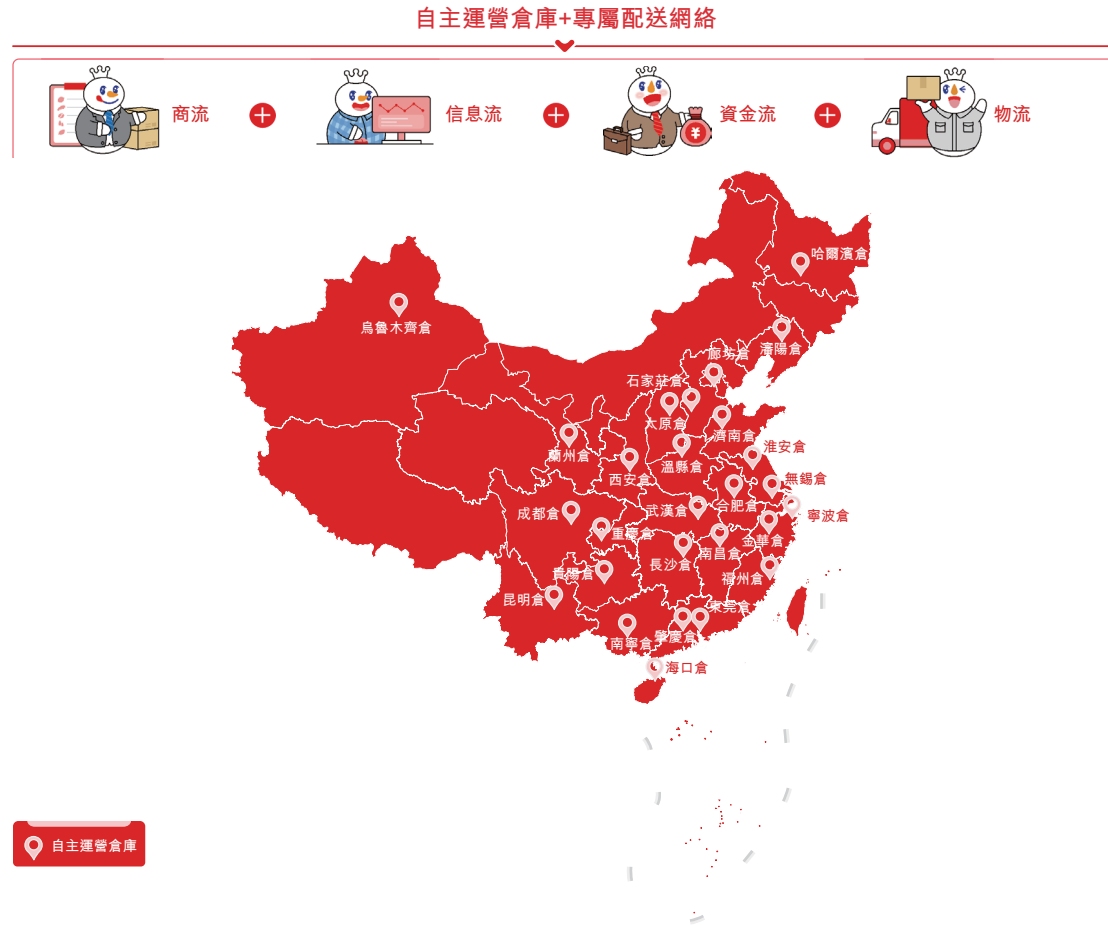 自主運營倉庫+專屬配送網絡
商流
信息流
資金流
物流
哈爾濱倉
烏魯木齊倉
瀋陽倉
廊坊倉
石家莊倉
太原倉
濟南倉
淮安倉
蘭州倉
溫縣倉
西安倉
無錫倉
合肥倉
武漢倉
成都倉
寧波倉
重慶倉
金華倉
南昌倉
長沙倉
貴陽倉
福州倉
昆明倉
東莞倉
肇慶倉
南寧倉
海口倉
自主運營倉庫